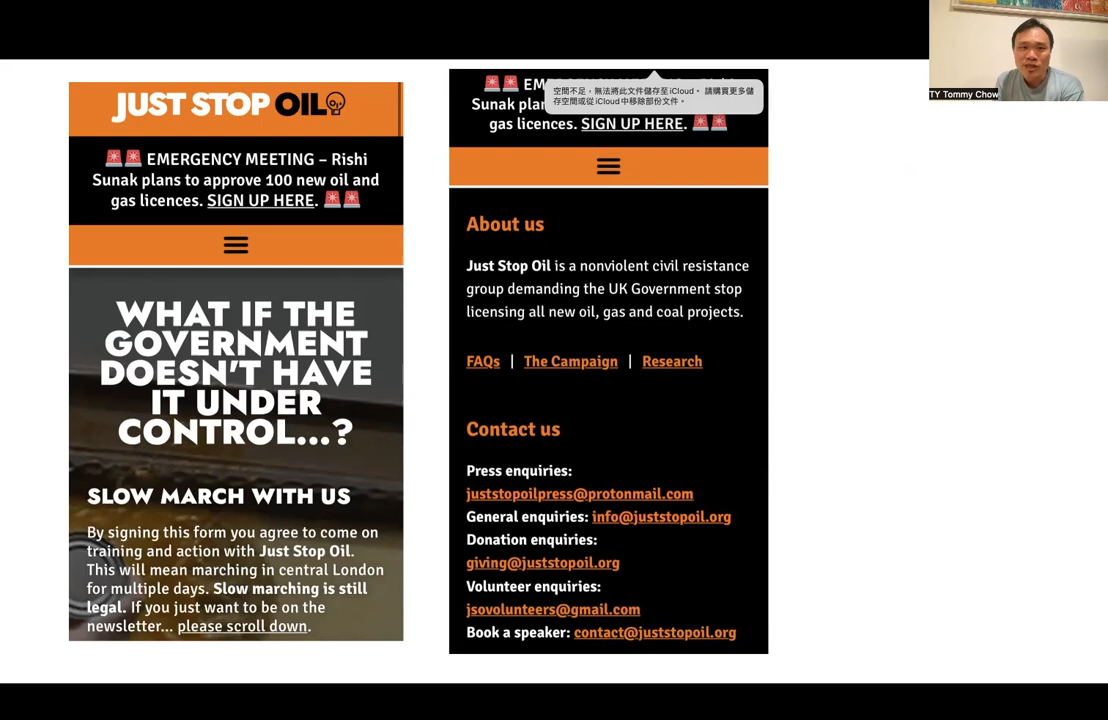 JUST STOP OIL
🚨🚨 EMERGENCY MEETING – Rishi
Sunak plans to approve 100 new oil and
gas licences. SIGN UP HERE. 🚨🚨
WHAT IF THE
GOVERNMENT
DOESN'T HAVE
IT UNDER
CONTROL...?
SLOW MARCH WITH US
By signing this form you agree to come on
training and action with Just Stop Oil.
This will mean marching in central London
for multiple days. Slow marching is still
legal. If you just want to be on the
newsletter... please scroll down.
🚨🚨 EM
Sunak plan
gas licences. SIGN UP HERE. 🚨🚨
空間不足，無法將此文件儲存至 iCloud。請購買更多儲
存空間或從 iCloud 中移除部份文件。
About us
Just Stop Oil is a nonviolent civil resistance
group demanding the UK Government stop
licensing all new oil, gas and coal projects.
FAQs | The Campaign | Research
Contact us
Press enquiries:
juststopoilpress@protonmail.com
General enquiries: info@juststopoil.org
Donation enquiries:
giving@juststopoil.org
Volunteer enquiries:
jsovolunteers@gmail.com
Book a speaker: contact@juststopoil.org
TY Tommy Chow